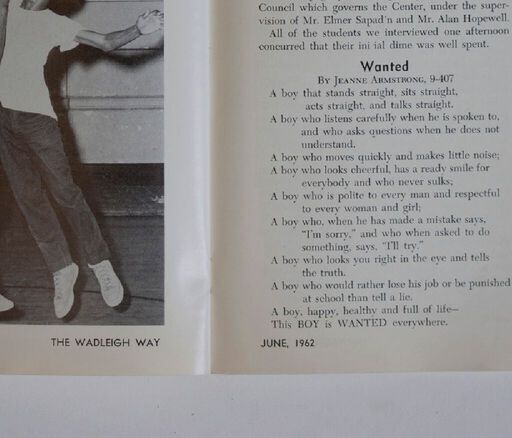 THE WADLEIGH WAY
Council which governs the Center, under the super-
vision of Mr. Elmer Sapad'n and Mr. Alan Hopewell.
All of the students we interviewed one afternoon
concurred that their ini ial dime was well spent.
Wanted
By Jeanne Armstrong, 9-407
A boy that stands straight, sits straight,
acts straight, and talks straight.
A boy who listens carefully when he is spoken to,
and who asks questions when he does not
understand.
A boy who moves quickly and makes little noise;
A boy who looks cheerful, has a ready smile for
everybody and who never sulks;
A boy who is polite to every man and respectful
to every woman and girl;
A boy who, when he has made a mistake says,
"I'm sorry," and who when asked to do
something, says, "I'll try."
A boy who looks you right in the eye and tells
the truth.
A boy who would rather lose his job or be punished
at school than tell a lie.
A boy, happy, healthy and full of life—
This BOY is WANTED everywhere.
JUNE, 1962